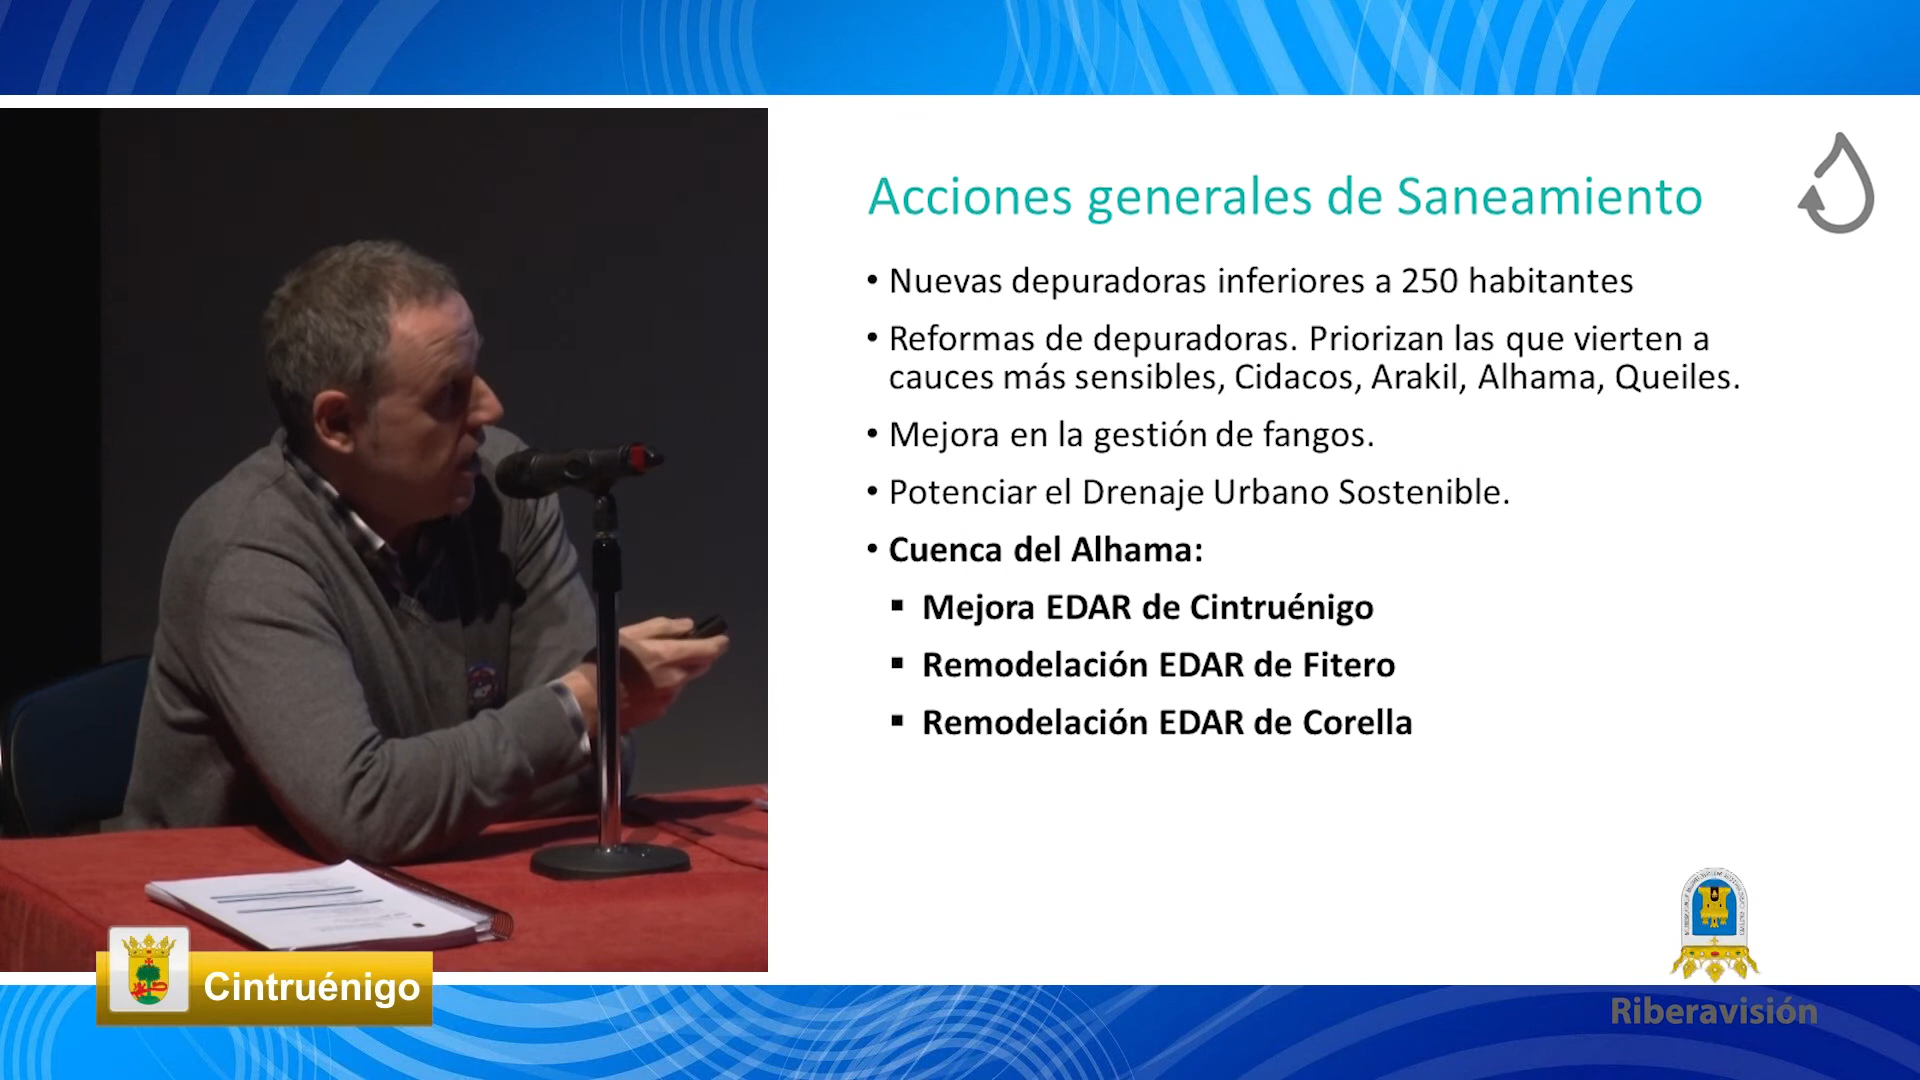 Acciones generales de Saneamiento
• Nuevas depuradoras inferiores a 250 habitantes
• Reformas de depuradoras. Priorizan las que vierten a
cauces más sensibles, Cidacos, Arakil, Alhama, Queiles.
• Mejora en la gestión de fangos.
• Potenciar el Drenaje Urbano Sostenible.
• Cuenca del Alhama:
▪ Mejora EDAR de Cintruénigo
▪ Remodelación EDAR de Fitero
▪ Remodelación EDAR de Corella
Cintruénigo
Riberavisión